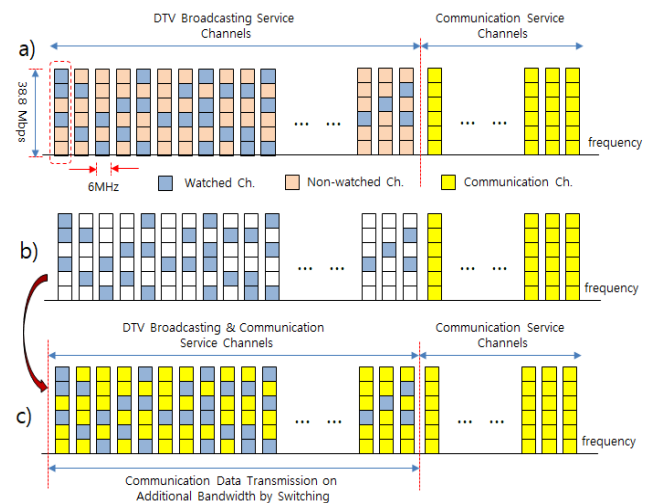 DTV Broadcasting Service
Channels
Communication Service
Channels
a)
38.8 Mbps
... ...
... ...
frequency
6MHz
Watched Ch.
Non-watched Ch.
Communication Ch.
b)
... ...
... ...
frequency
DTV Broadcasting & Communication
Service Channels
Communication Service
Channels
c)
... ...
... ...
frequency
Communication Data Transmission on
Additional Bandwidth by Switching